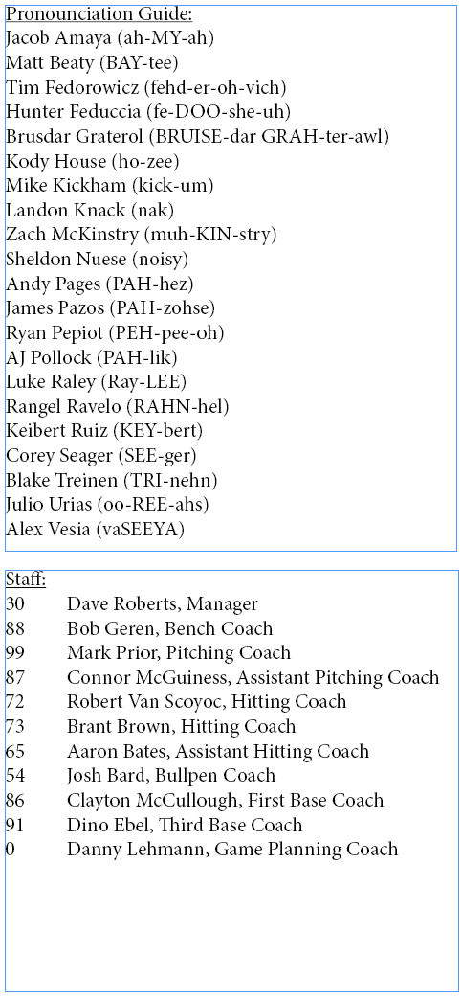 Pronounciation Guide:
Jacob Amaya (ah-MY-ah)
Matt Beaty (BAY-tee)
Tim Fedorowicz (fehd-er-oh-vich)
Hunter Feduccia (fe-DOO-she-uh)
Brusdar Graterol (BRUISE-dar GRAH-ter-awl)
Kody House (ho-zee)
Mike Kickham (kick-um)
Landon Knack (nak)
Zach McKinstry (muh-KIN-stry)
Sheldon Nuese (noisy)
Andy Pages (PAH-hez)
James Pazos (PAH-zohse)
Ryan Pepiot (PEH-pee-oh)
AJ Pollock (PAH-lik)
Luke Raley (Ray-LEE)
Rangel Ravelo (RAHN-hel)
Keibert Ruiz (KEY-bert)
Corey Seager (SEE-ger)
Blake Treinen (TRI-nehn)
Julio Urias (oo-REE-ahs)
Alex Vesia (vaSEEYA)
Staff:
30 Dave Roberts, Manager
88 Bob Geren, Bench Coach
99 Mark Prior, Pitching Coach
87 Connor McGuiness, Assistant Pitching Coach
72 Robert Van Scoyoc, Hitting Coach
73 Brant Brown, Hitting Coach
65 Aaron Bates, Assistant Hitting Coach
54 Josh Bard, Bullpen Coach
86 Clayton McCullough, First Base Coach
91 Dino Ebel, Third Base Coach
0 Danny Lehmann, Game Planning Coach